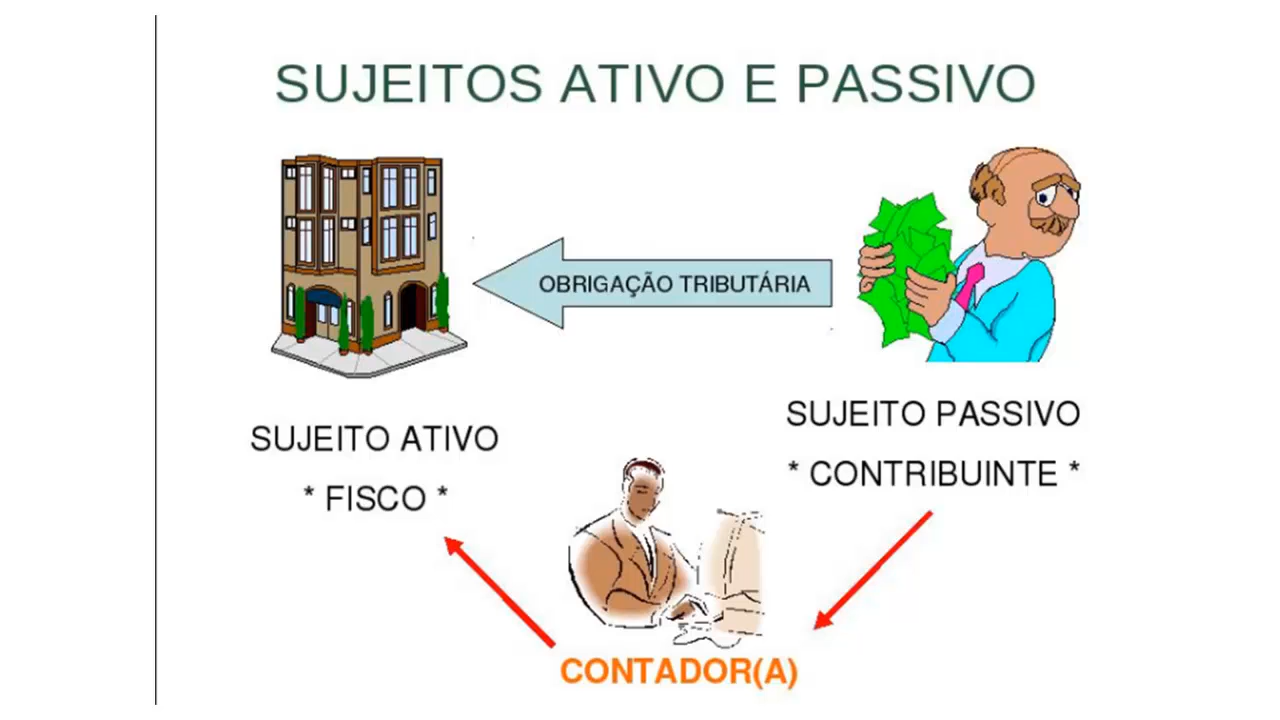 SUJEITOS ATIVO E PASSIVO
OBRIGAÇÃO TRIBUTÁRIA
SUJEITO ATIVO
* FISCO *
SUJEITO PASSIVO
* CONTRIBUINTE *
CONTADOR(A)